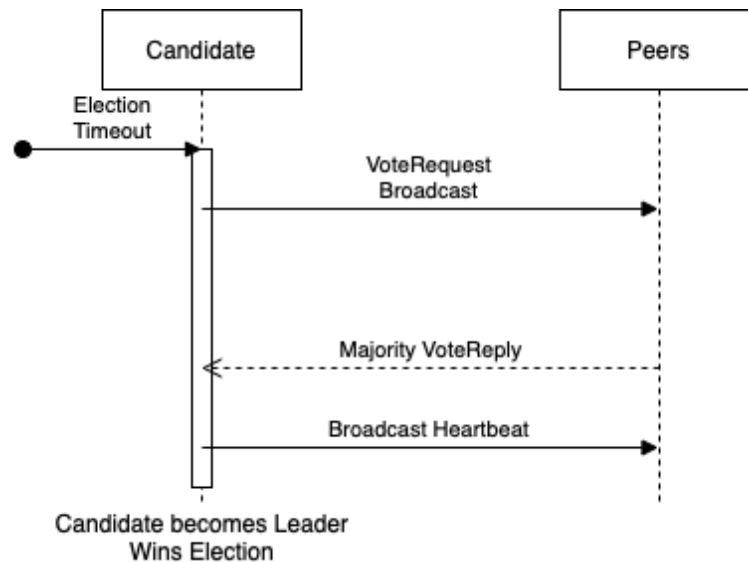 Candidate
Peers
Election
Timeout
VoteRequest
Broadcast
Majority VoteReply
Broadcast Heartbeat
Candidate becomes Leader
Wins Election